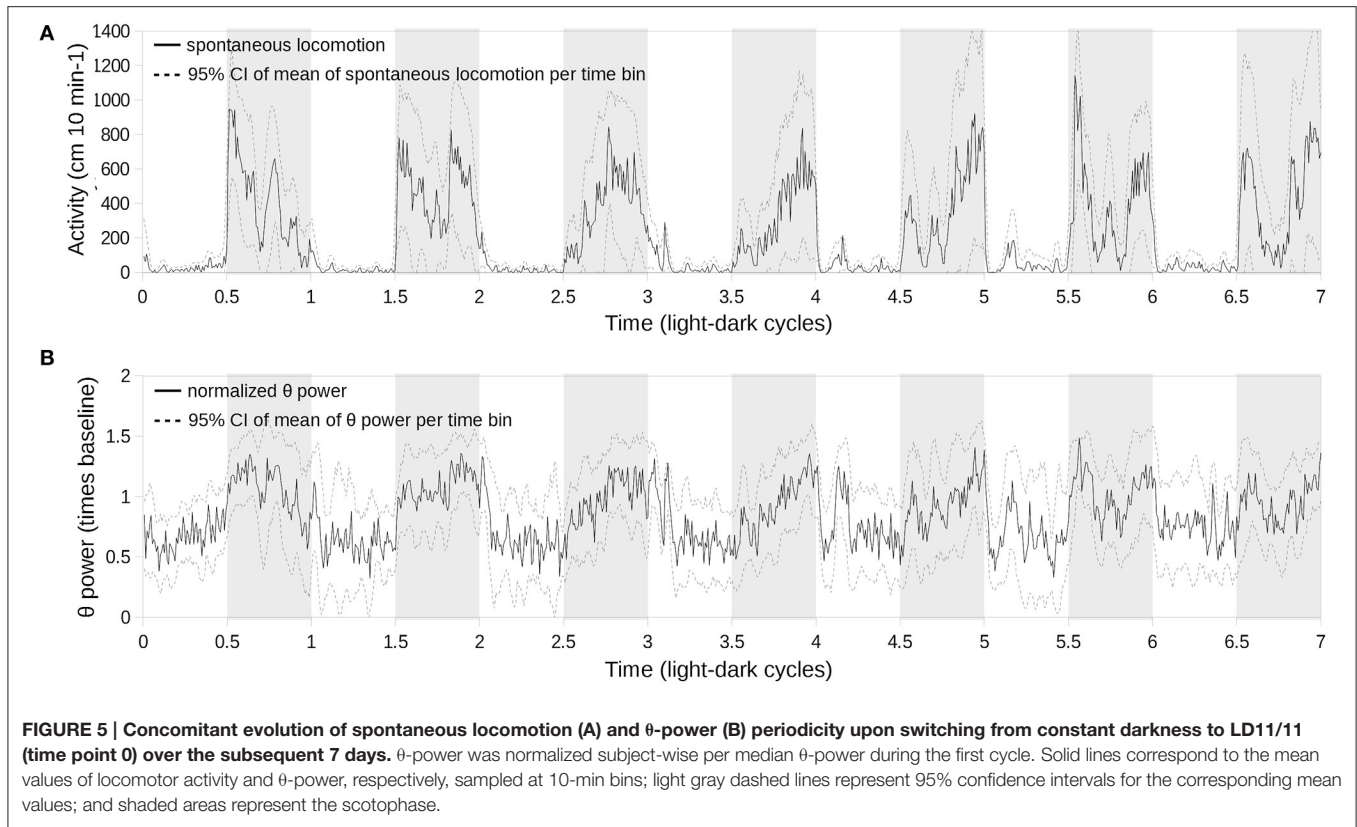 A
1400
1200
1000
800
600
400
200
0
Activity (cm 10 min-1)
spontaneous locomotion
95% CI of mean of spontaneous locomotion per time bin
0 0.5 1 1.5 2 2.5 3 3.5 4 4.5 5 5.5 6 6.5 7
Time (light-dark cycles)
B
2
1.5
1
0.5
0
θ power (times baseline)
normalized θ power
95% CI of mean of θ power per time bin
0 0.5 1 1.5 2 2.5 3 3.5 4 4.5 5 5.5 6 6.5 7
Time (light-dark cycles)
FIGURE 5 | Concomitant evolution of spontaneous locomotion (A) and θ-power (B) periodicity upon switching from constant darkness to LD11/11
(time point 0) over the subsequent 7 days. θ-power was normalized subject-wise per median θ-power during the first cycle. Solid lines correspond to the mean
values of locomotor activity and θ-power, respectively, sampled at 10-min bins; light gray dashed lines represent 95% confidence intervals for the corresponding mean
values; and shaded areas represent the scotophase.